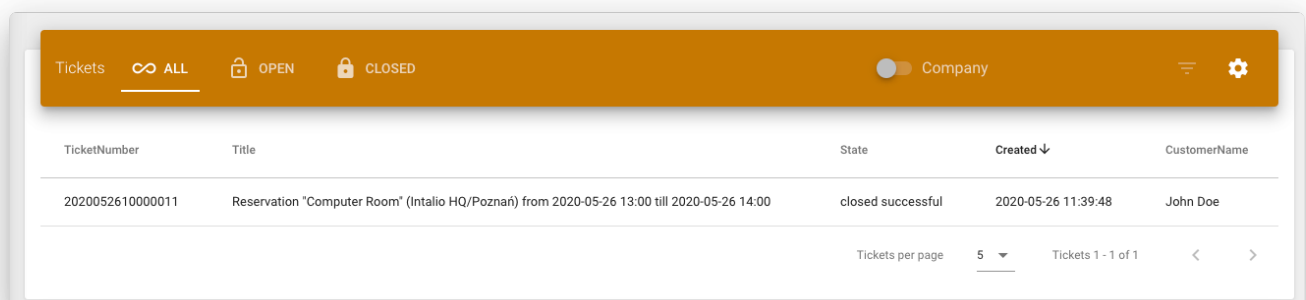 Tickets ALL OPEN CLOSED Company
TicketNumber Title State Created CustomerName
2020052610000011 Reservation "Computer Room" (Intalio HQ/Poznań) from 2020-05-26 13:00 till 2020-05-26 14:00 closed successful 2020-05-26 11:39:48 John Doe
Tickets per page 5 Tickets 1 - 1 of 1